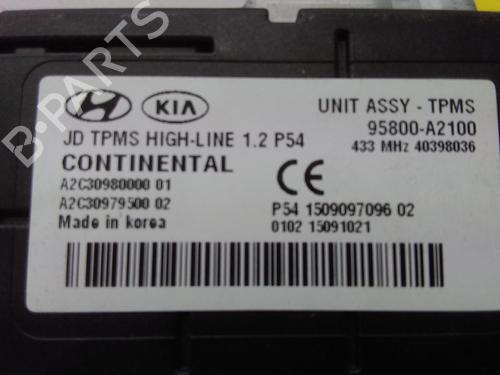 HYUNDAI KIA
UNIT ASSY - TPMS
JD TPMS HIGH-LINE 1.2 P54
95800-A2100
433 MHz 40398036
CONTINENTAL
A2C30980000 01
A2C30979500 02
CE
Made in korea
P54 1509097096 02
0102 15091021
B-PARTS